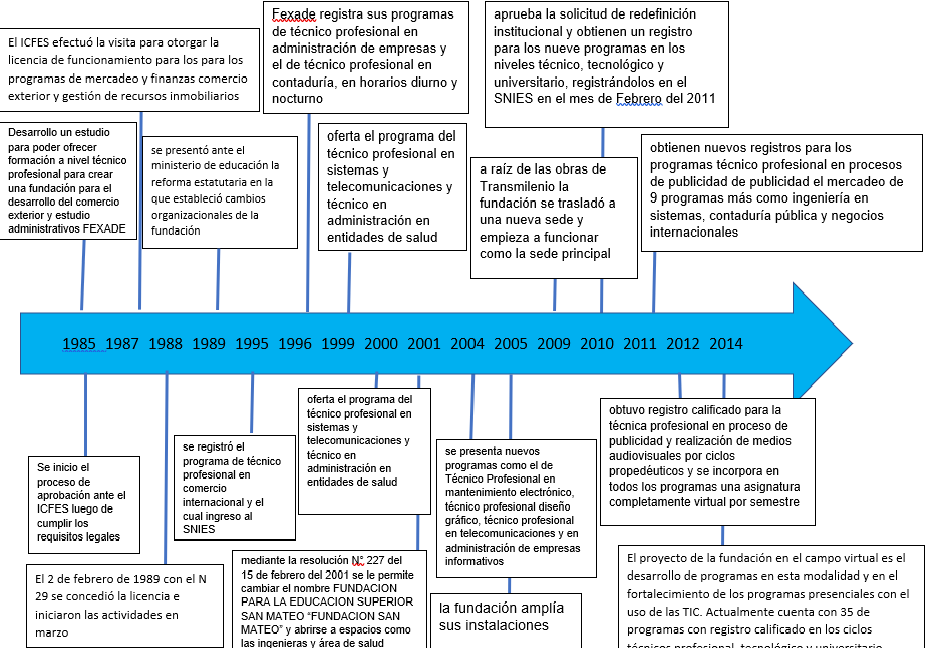 El ICFES efectuó la visita para otorgar la
licencia de funcionamiento para los para los
programas de mercadeo y finanzas comercio
exterior y gestión de recursos inmobiliarios
Fexade registra sus programas
de técnico profesional en
administración de empresas y
el de técnico profesional en
contaduría, en horarios diurno y
nocturno
aprueba la solicitud de redefinición
institucional y obtienen un registro
para los nueve programas en los
niveles técnico, tecnológico y
universitario, registrándolos en el
SNIES en el mes de Febrero del 2011
Desarrollo un estudio
para poder ofrecer
formación a nivel técnico
profesional para crear
una fundación para el
desarrollo del comercio
exterior y estudio
administrativos FEXADE
se presentó ante el
ministerio de educación la
reforma estatutaria en la
que estableció cambios
organizacionales de la
fundación
oferta el programa del
técnico profesional en
sistemas y
telecomunicaciones y
técnico en
administración en
entidades de salud
a raíz de las obras de
Transmilenio la
fundación se trasladó a
una nueva sede y
empieza a funcionar
como la sede principal
obtienen nuevos registros para los
programas técnico profesional en procesos
de publicidad de publicidad el mercadeo de
9 programas más como ingeniería en
sistemas, contaduría pública y negocios
internacionales
1985 1987 1988 1989 1995 1996 1999 2000 2001 2004 2005 2009 2010 2011 2012 2014
Se inicio el
proceso de
aprobación ante el
ICFES luego de
cumplir los
requisitos legales
El 2 de febrero de 1989 con el N
29 se concedió la licencia e
iniciaron las actividades en
marzo
se registró el
programa de técnico
profesional en
comercio
internacional y el
cual ingreso al
SNIES
mediante la resolución N° 227 del
15 de febrero del 2001 se le permite
cambiar el nombre FUNDACION
PARA LA EDUCACION SUPERIOR
SAN MATEO "FUNDACION SAN
MATEO" y abrirse a espacios como
las ingenieras y área de salud
oferta el programa del
técnico profesional en
sistemas y
telecomunicaciones y
técnico en
administración en
entidades de salud
se presenta nuevos
programas como el de
Técnico Profesional en
mantenimiento electrónico,
técnico profesional diseño
gráfico, técnico profesional
en telecomunicaciones y en
administración de empresas
informativos
la fundación amplía
sus instalaciones
obtuvo registro calificado para la
técnica profesional en proceso de
publicidad y realización de medios
audiovisuales por ciclos
propedéuticos y se incorpora en
todos los programas una asignatura
completamente virtual por semestre
El proyecto de la fundación en el campo virtual es el
desarrollo de programas en esta modalidad y en el
fortalecimiento de los programas presenciales con el
uso de las TIC. Actualmente cuenta con 35 de
programas con registro calificado en los ciclos
técnicos profesional, tecnológico y universitario